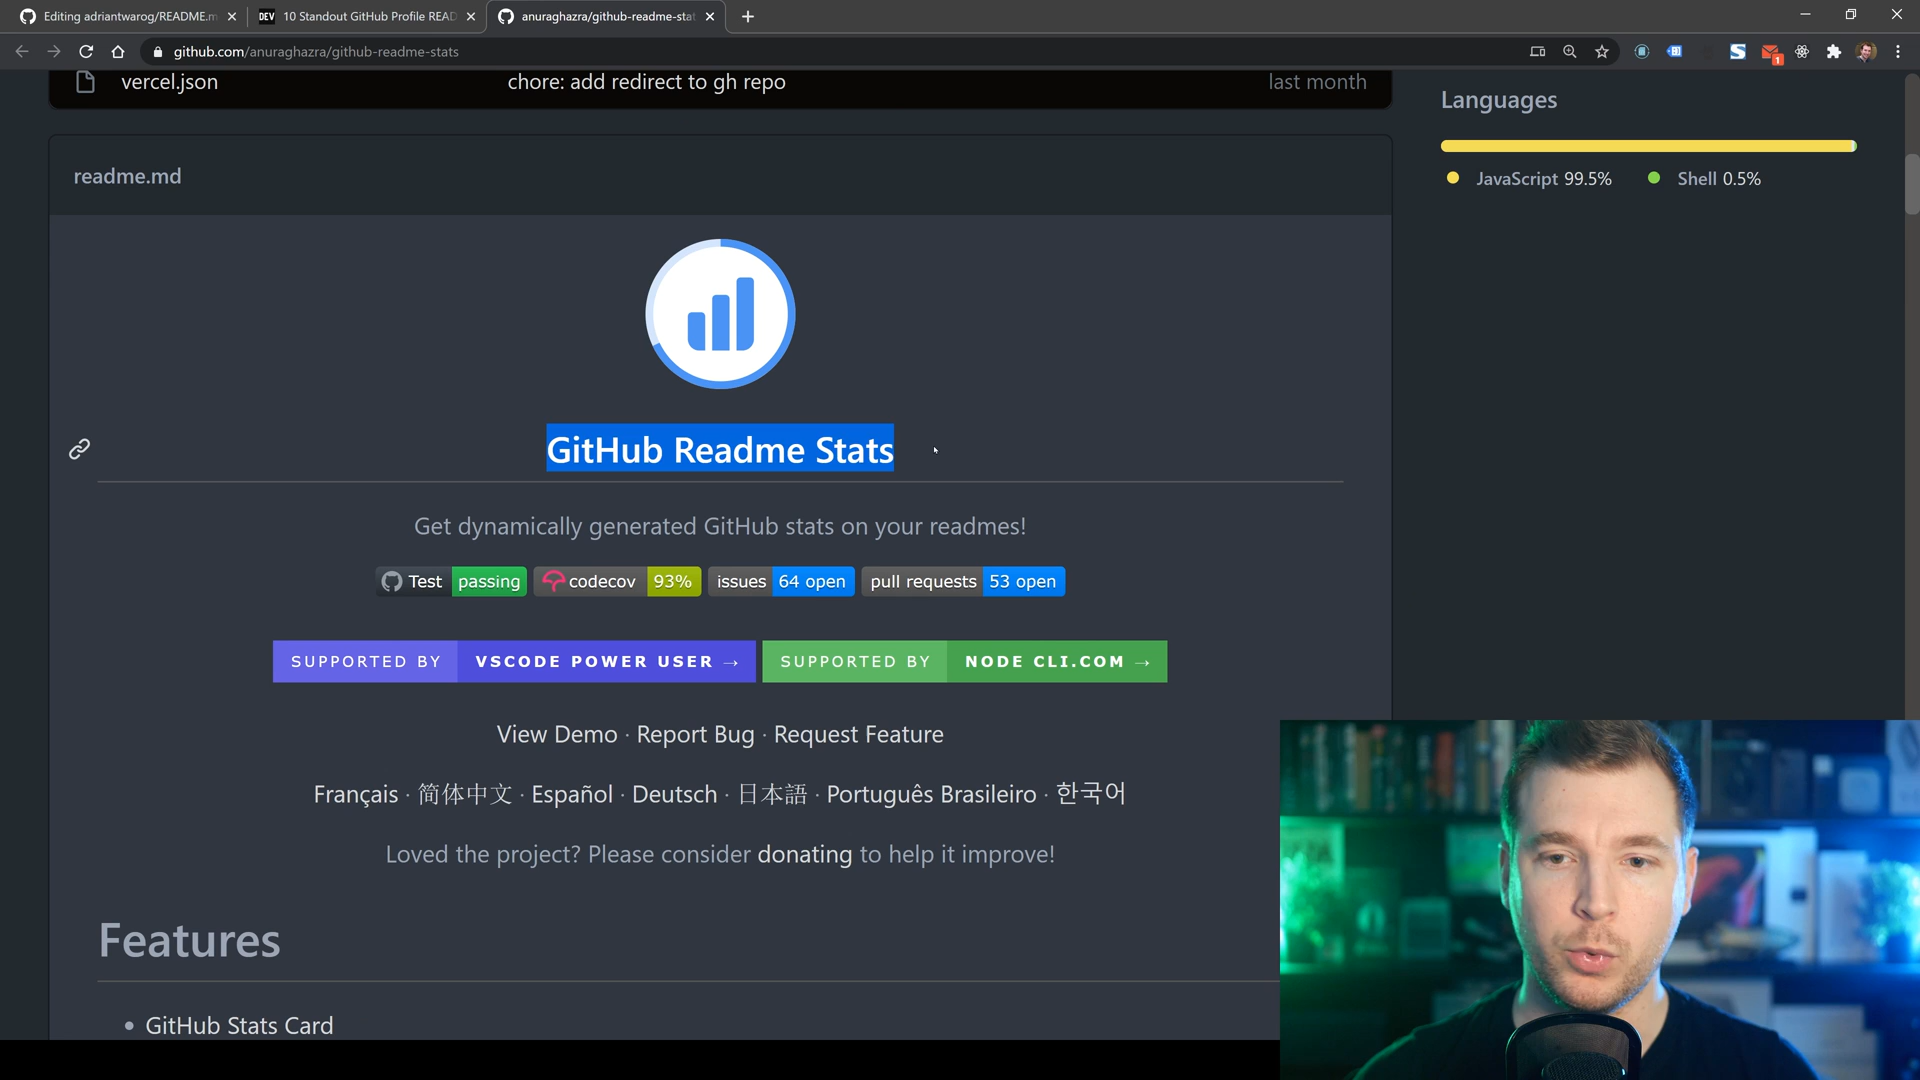 Editing adriantwarog/README.m
DEV 10 Standout GitHub Profile READ
anuraghazra/github-readme-stat
github.com/anuraghazra/github-readme-stats
1
vercel.json chore: add redirect to gh repo last month
Languages
JavaScript 99.5% Shell 0.5%
readme.md
GitHub Readme Stats
Get dynamically generated GitHub stats on your readmes!
Test passing codecov 93% issues 64 open pull requests 53 open
SUPPORTED BY VSCODE POWER USER → SUPPORTED BY NODE CLI.COM →
View Demo · Report Bug · Request Feature
Français · 简体中文 · Español · Deutsch · 日本語 · Português Brasileiro · 한국어
Loved the project? Please consider donating to help it improve!
Features
• GitHub Stats Card